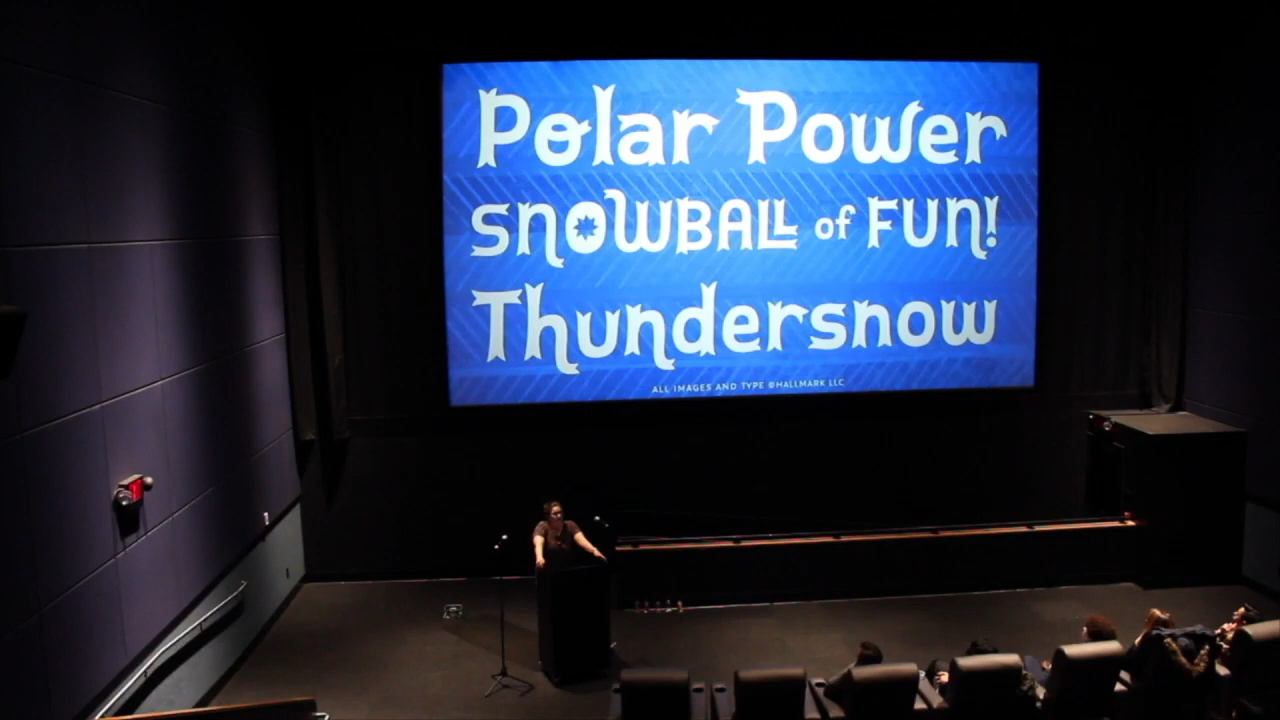 Polar Power
SNOWBALL of FUN!
Thundersnow
ALL IMAGES AND TYPE ©HALLMARK LLC